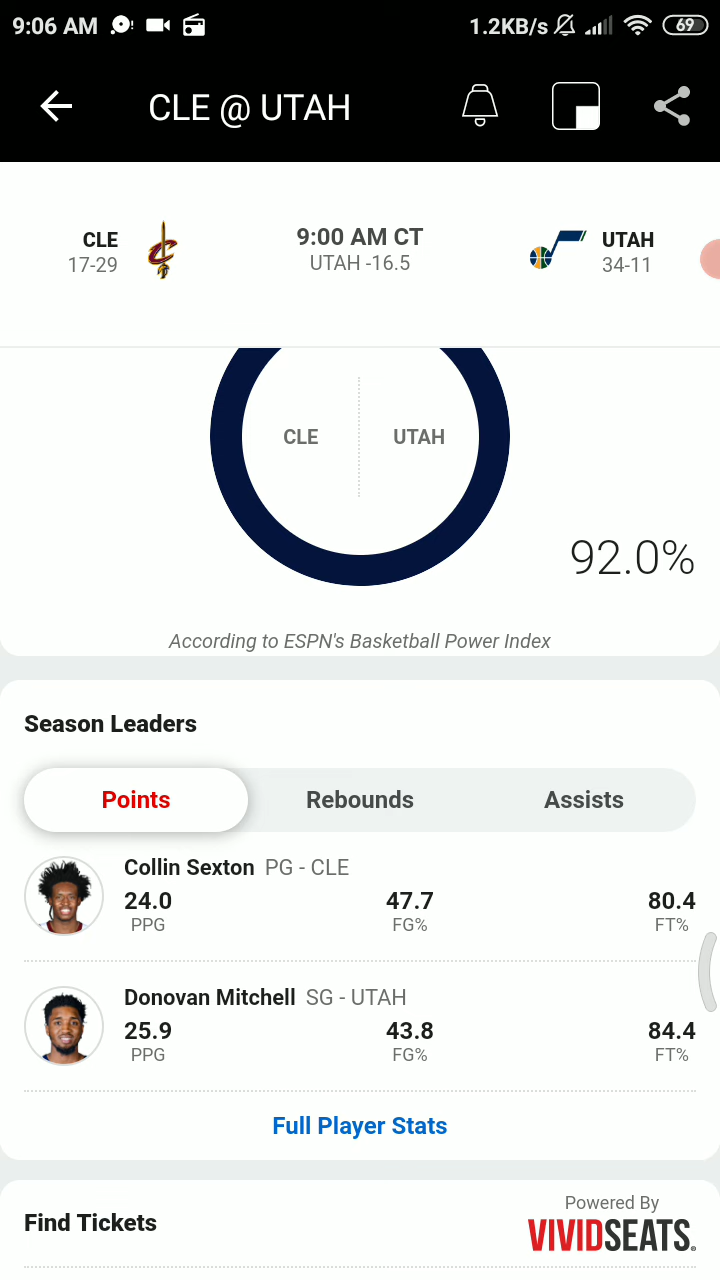 9:06 AM 1.2KB/s 69
CLE @ UTAH
CLE 17-29
9:00 AM CT
UTAH -16.5
UTAH 34-11
CLE UTAH
92.0%
According to ESPN's Basketball Power Index
Season Leaders
Points Rebounds Assists
Collin Sexton PG - CLE
24.0 47.7 80.4
PPG FG% FT%
Donovan Mitchell SG - UTAH
25.9 43.8 84.4
PPG FG% FT%
Full Player Stats
Powered By
Find Tickets VIVIDSEATS.